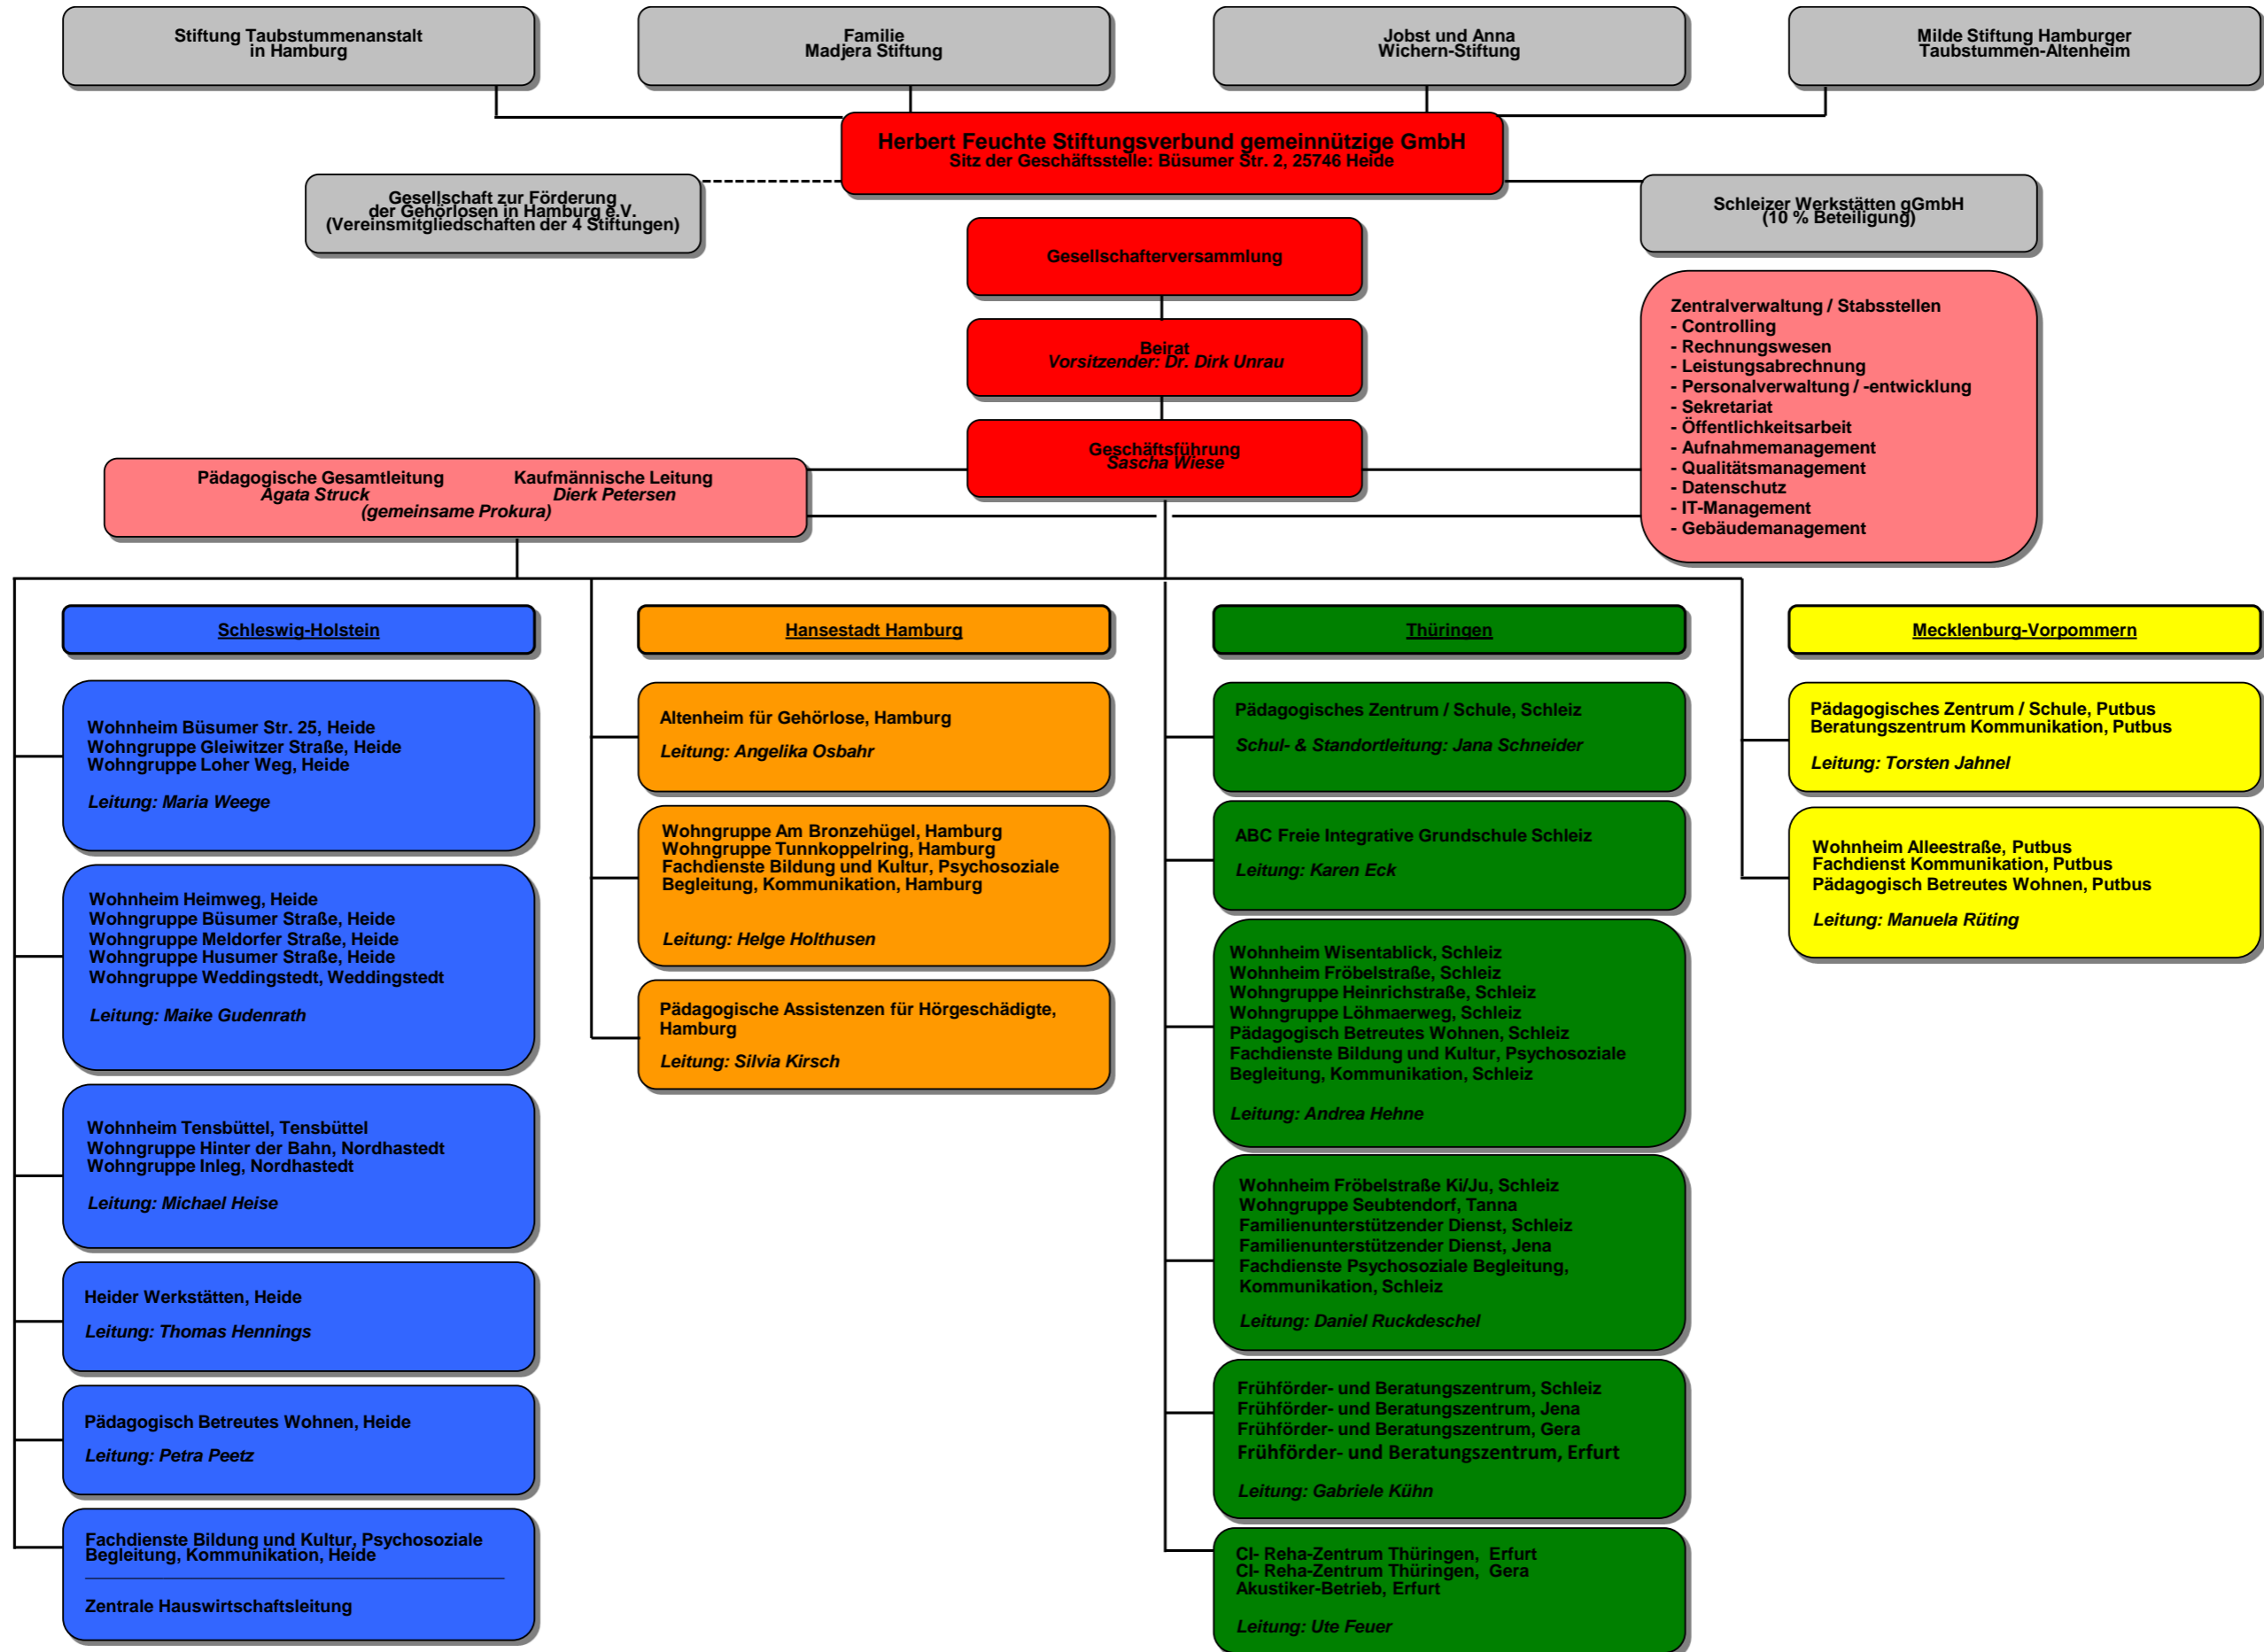 Stiftung Taubstummenanstalt
in Hamburg
Familie
Madjera Stiftung
Jobst und Anna
Wichern-Stiftung
Milde Stiftung Hamburger
Taubstummen-Altenheim
Herbert Feuchte Stiftungsverbund gemeinnützige GmbH
Sitz der Geschäftsstelle: Büsumer Str. 2, 25746 Heide
Gesellschaft zur Förderung
der Gehörlosen in Hamburg e.V.
(Vereinsmitgliedschaften der 4 Stiftungen)
Schleizer Werkstätten gGmbH
(10 % Beteiligung)
Gesellschafterversammlung
Beirat
Vorsitzender: Dr. Dirk Unrau
Geschäftsführung
Sascha Wiese
Zentralverwaltung / Stabsstellen
- Controlling
- Rechnungswesen
- Leistungsabrechnung
- Personalverwaltung / -entwicklung
- Sekretariat
- Öffentlichkeitsarbeit
- Aufnahmemanagement
- Qualitätsmanagement
- Datenschutz
- IT-Management
- Gebäudemanagement
Pädagogische Gesamtleitung Kaufmännische Leitung
Agata Struck Dierk Petersen
(gemeinsame Prokura)
Schleswig-Holstein
Wohnheim Büsumer Str. 25, Heide
Wohngruppe Gleiwitzer Straße, Heide
Wohngruppe Loher Weg, Heide
Leitung: Maria Weege
Wohnheim Heimweg, Heide
Wohngruppe Büsumer Straße, Heide
Wohngruppe Meldorfer Straße, Heide
Wohngruppe Husumer Straße, Heide
Wohngruppe Weddingstedt, Weddingstedt
Leitung: Maike Gudenrath
Wohnheim Tensbüttel, Tensbüttel
Wohngruppe Hinter der Bahn, Nordhastedt
Wohngruppe Inleg, Nordhastedt
Leitung: Michael Heise
Heider Werkstätten, Heide
Leitung: Thomas Hennings
Pädagogisch Betreutes Wohnen, Heide
Leitung: Petra Peetz
Fachdienste Bildung und Kultur, Psychosoziale
Begleitung, Kommunikation, Heide
Zentrale Hauswirtschaftsleitung
Hansestadt Hamburg
Altenheim für Gehörlose, Hamburg
Leitung: Angelika Osbahr
Wohngruppe Am Bronzehügel, Hamburg
Wohngruppe Tunnkoppelring, Hamburg
Fachdienste Bildung und Kultur, Psychosoziale
Begleitung, Kommunikation, Hamburg
Leitung: Helge Holthusen
Pädagogische Assistenzen für Hörgeschädigte,
Hamburg
Leitung: Silvia Kirsch
Thüringen
Pädagogisches Zentrum / Schule, Schleiz
Schul- & Standortleitung: Jana Schneider
ABC Freie Integrative Grundschule Schleiz
Leitung: Karen Eck
Wohnheim Wisentablick, Schleiz
Wohnheim Fröbelstraße, Schleiz
Wohngruppe Heinrichstraße, Schleiz
Wohngruppe Löhmaerweg, Schleiz
Pädagogisch Betreutes Wohnen, Schleiz
Fachdienste Bildung und Kultur, Psychosoziale
Begleitung, Kommunikation, Schleiz
Leitung: Andrea Hehne
Wohnheim Fröbelstraße Ki/Ju, Schleiz
Wohngruppe Seubtendorf, Tanna
Familienunterstützender Dienst, Schleiz
Familienunterstützender Dienst, Jena
Fachdienste Psychosoziale Begleitung,
Kommunikation, Schleiz
Leitung: Daniel Ruckdeschel
Frühförder- und Beratungszentrum, Schleiz
Frühförder- und Beratungszentrum, Jena
Frühförder- und Beratungszentrum, Gera
Frühförder- und Beratungszentrum, Erfurt
Leitung: Gabriele Kühn
CI- Reha-Zentrum Thüringen, Erfurt
CI- Reha-Zentrum Thüringen, Gera
Akustiker-Betrieb, Erfurt
Leitung: Ute Feuer
Mecklenburg-Vorpommern
Pädagogisches Zentrum / Schule, Putbus
Beratungszentrum Kommunikation, Putbus
Leitung: Torsten Jahnel
Wohnheim Alleestraße, Putbus
Fachdienst Kommunikation, Putbus
Pädagogisch Betreutes Wohnen, Putbus
Leitung: Manuela Rüting